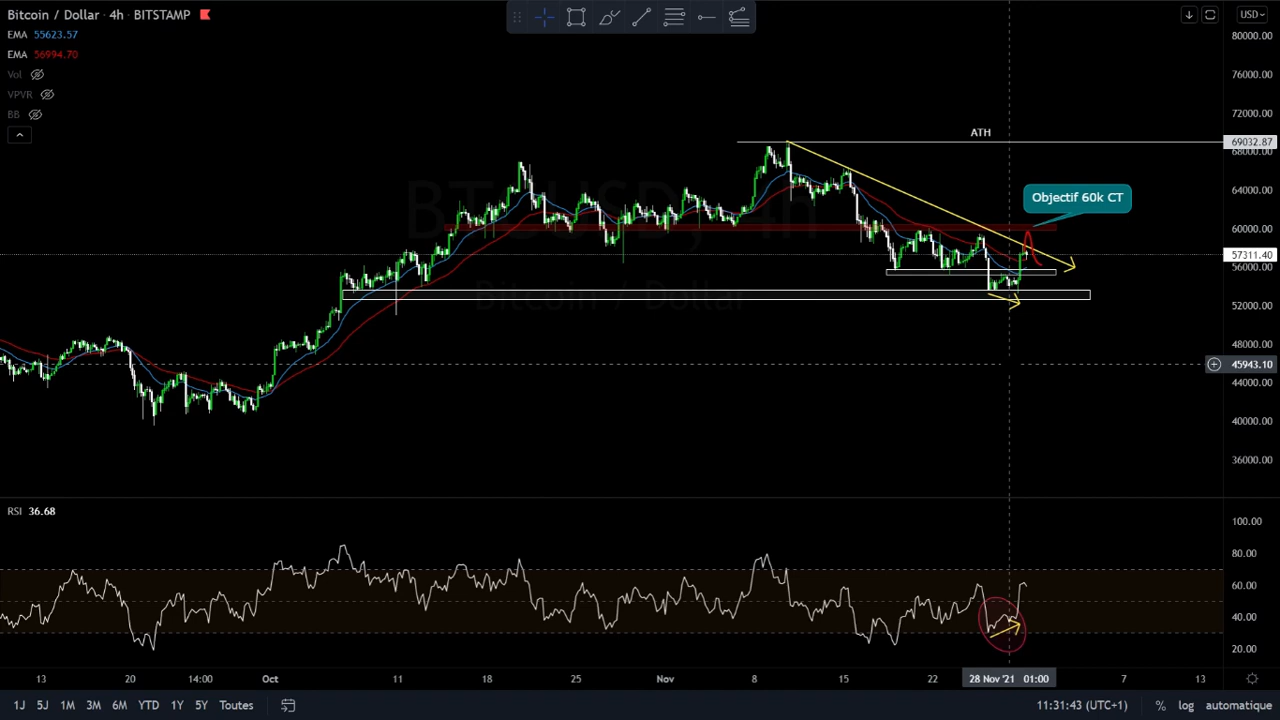 Bitcoin / Dollar · 4h · BITSTAMP
USD
EMA 55623.57
EMA 56994.70
Vol
VPVR
BB
80000.00
76000.00
72000.00
ATH
69032.87
68000.00
64000.00
Objectif 60k CT
60000.00
57311.40
56000.00
52000.00
48000.00
45943.10
44000.00
40000.00
36000.00
BTCUSD, 4h
Bitcoin / Dollar
RSI 36.68
100.00
80.00
60.00
40.00
20.00
13 20 14:00 Oct 11 18 25 Nov 8 15 22 28 Nov '21 01:00 7 13
1J 5J 1M 3M 6M YTD 1Y 5Y Toutes 11:31:43 (UTC+1) % log automatique